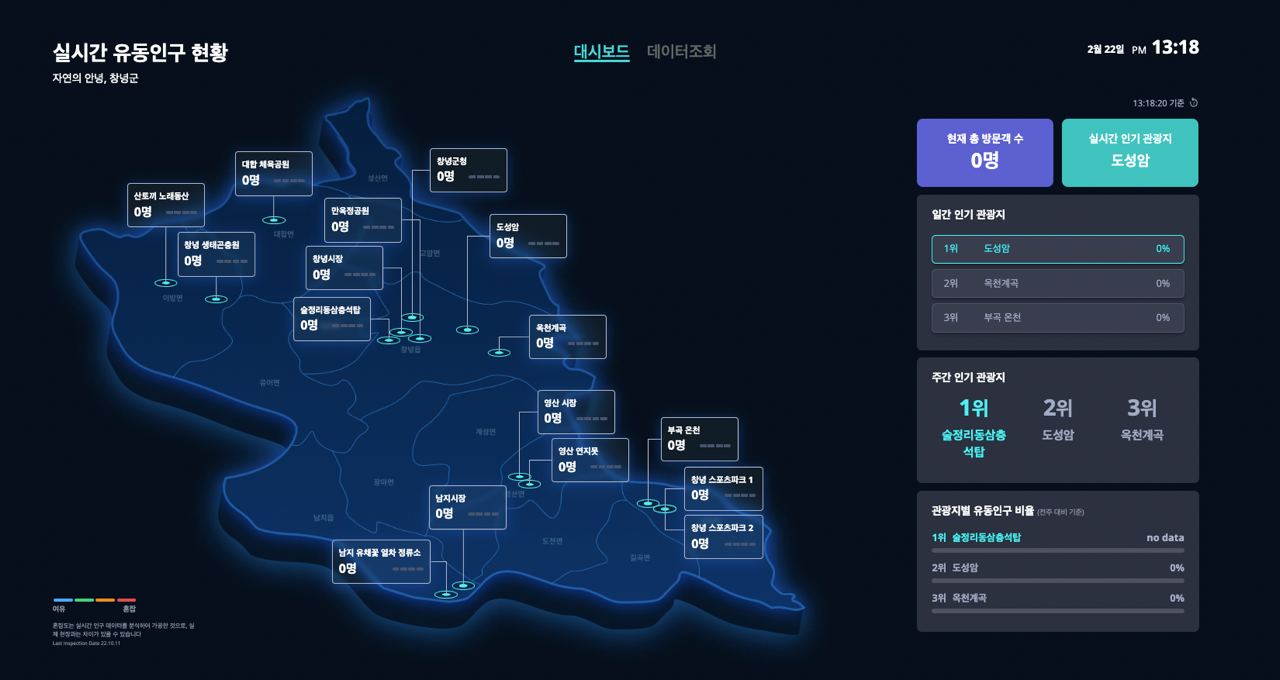 실시간 유동인구 현황
자연의 안녕, 창녕군
대시보드 데이터조회
2월 22일 PM 13:18
13:18:20 기준
대합 체육공원
0명
창녕군청
0명
산토끼 노래동산
0명
만옥정공원
0명
도성암
0명
창녕 생태곤충원
0명
창녕시장
0명
술정리동삼층석탑
0명
옥천계곡
0명
영산 시장
0명
부곡 온천
0명
영산 연지못
0명
창녕 스포츠파크 1
0명
남지시장
0명
창녕 스포츠파크 2
0명
남지 유채꽃 열차 정류소
0명
성산면
대합면
고암면
이방면
창녕읍
유어면
계성면
장마면
남지읍
도천면
길곡면
여유 혼잡
혼잡도는 실시간 인구 데이터를 분석하여 가공한 것으로, 실
제 현장과는 차이가 있을 수 있습니다
Last Inspection Date 22.10.11
현재 총 방문객 수
0명
실시간 인기 관광지
도성암
일간 인기 관광지
1위 도성암 0%
2위 옥천계곡 0%
3위 부곡 온천 0%
주간 인기 관광지
1위 2위 3위
술정리동삼층 도성암 옥천계곡
석탑
관광지별 유동인구 비율 (전주 대비 기준)
1위 술정리동삼층석탑 no data
2위 도성암 0%
3위 옥천계곡 0%